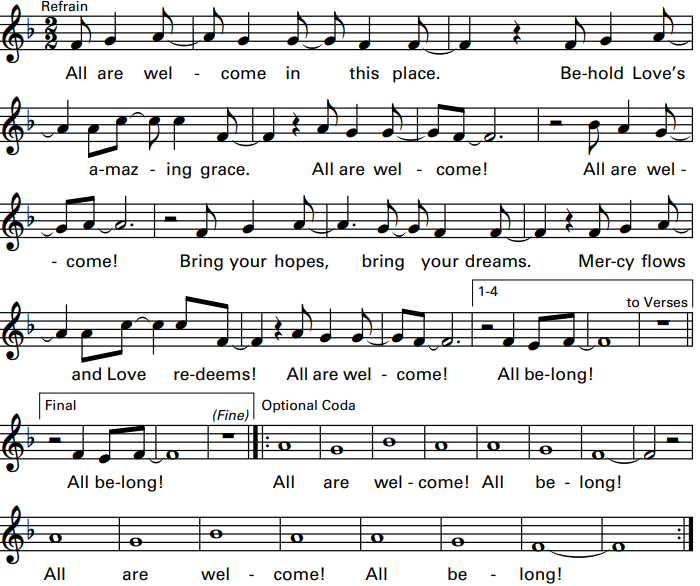 Refrain
2
2
All are wel - come in this place. Be-hold Love's
a-maz - ing grace. All are wel - come! All are wel -
- come! Bring your hopes, bring your dreams. Mer-cy flows
1-4 to Verses
and Love re-deems! All are wel - come! All be-long!
Final (Fine) Optional Coda
All be-long! All are wel - come! All be - long!
All are wel - come! All be - long!